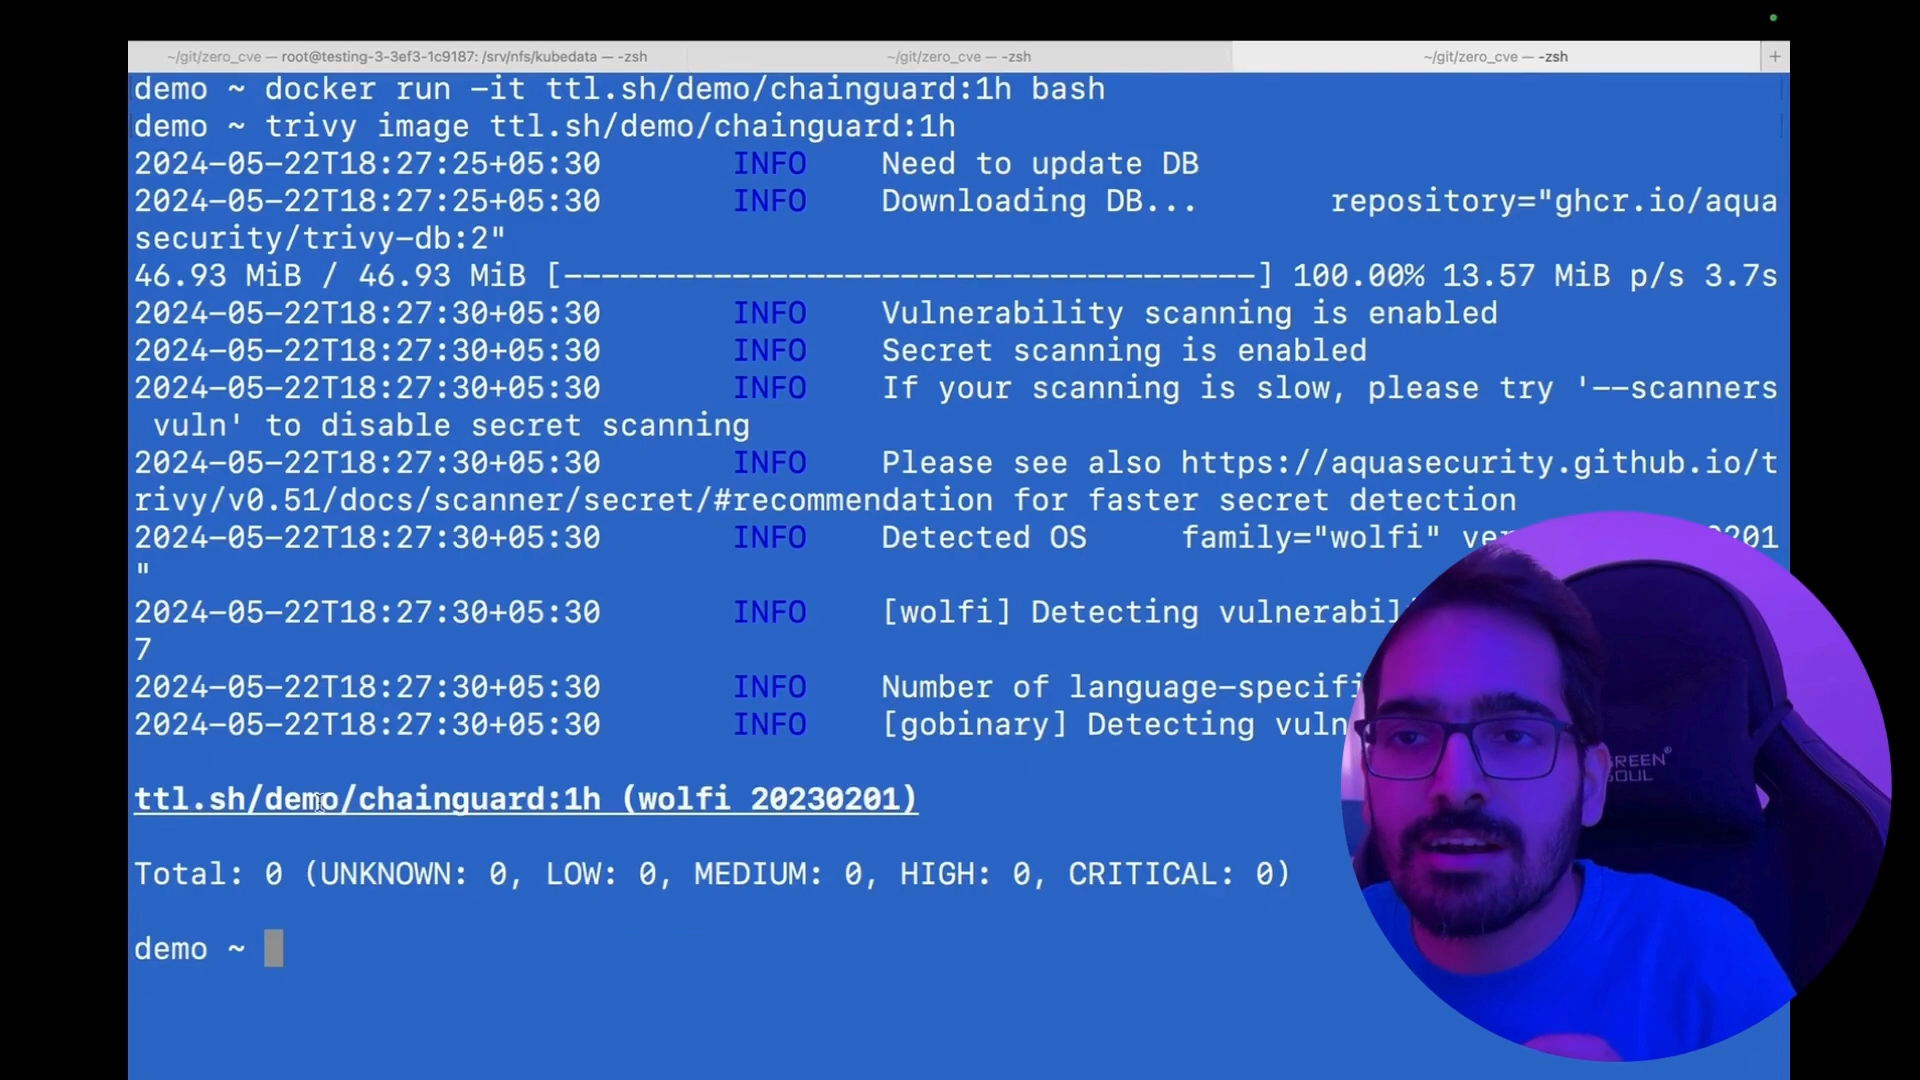 ~/git/zero_cve — root@testing-3-3ef3-1c9187: /srv/nfs/kubedata — -zsh
~/git/zero_cve — -zsh
~/git/zero_cve — -zsh
+
demo ~ docker run -it ttl.sh/demo/chainguard:1h bash
demo ~ trivy image ttl.sh/demo/chainguard:1h
2024-05-22T18:27:25+05:30 INFO Need to update DB
2024-05-22T18:27:25+05:30 INFO Downloading DB... repository="ghcr.io/aqua
security/trivy-db:2"
46.93 MiB / 46.93 MiB [-------------------------------------] 100.00% 13.57 MiB p/s 3.7s
2024-05-22T18:27:30+05:30 INFO Vulnerability scanning is enabled
2024-05-22T18:27:30+05:30 INFO Secret scanning is enabled
2024-05-22T18:27:30+05:30 INFO If your scanning is slow, please try '--scanners
vuln' to disable secret scanning
2024-05-22T18:27:30+05:30 INFO Please see also https://aquasecurity.github.io/t
rivy/v0.51/docs/scanner/secret/#recommendation for faster secret detection
2024-05-22T18:27:30+05:30 INFO Detected OS family="wolfi"
"
2024-05-22T18:27:30+05:30 INFO [wolfi] Detecting
7
2024-05-22T18:27:30+05:30 INFO Number of
2024-05-22T18:27:30+05:30 INFO [gobinary] Detecting
ttl.sh/demo/chainguard:1h (wolfi 20230201)
Total: 0 (UNKNOWN: 0, LOW: 0, MEDIUM: 0, HIGH: 0, CRITICAL: 0)
demo ~
GREEN
SOUL